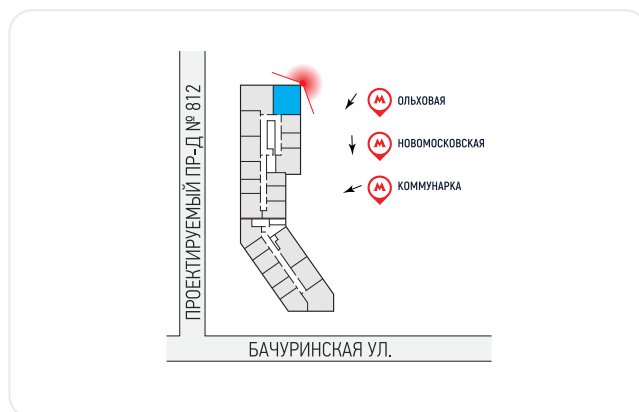 ПРОЕКТИРУЕМЫЙ ПР-Д № 812
ОЛЬХОВАЯ
НОВОМОСКОВСКАЯ
КОММУНАРКА
БАЧУРИНСКАЯ УЛ.